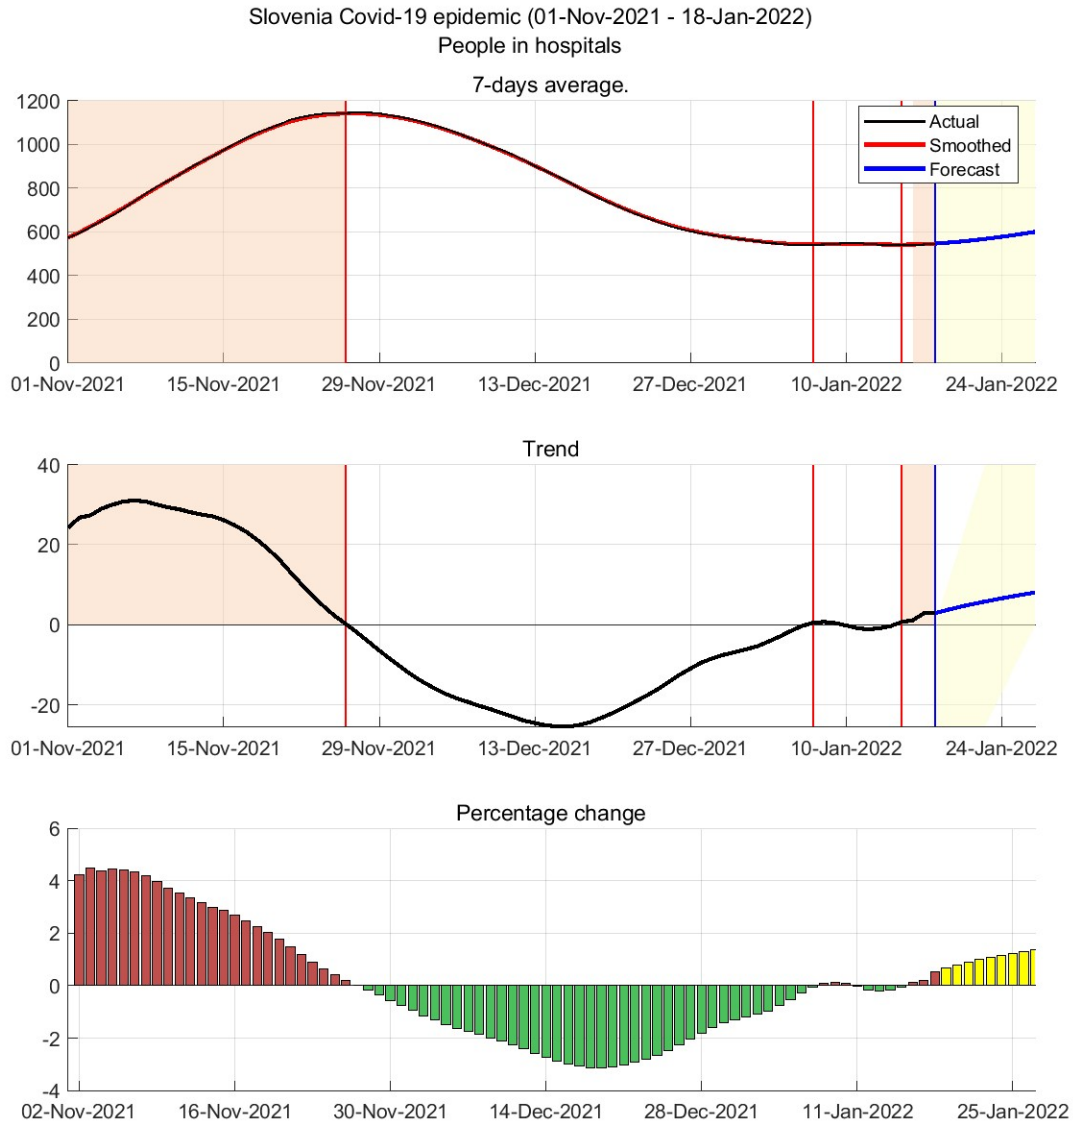 Slovenia Covid-19 epidemic (01-Nov-2021 - 18-Jan-2022)
People in hospitals
7-days average.
1200
1000
800
600
400
200
0
Actual
Smoothed
Forecast
01-Nov-2021 15-Nov-2021 29-Nov-2021 13-Dec-2021 27-Dec-2021 10-Jan-2022 24-Jan-2022
Trend
40
20
0
-20
01-Nov-2021 15-Nov-2021 29-Nov-2021 13-Dec-2021 27-Dec-2021 10-Jan-2022 24-Jan-2022
Percentage change
6
4
2
0
-2
-4
02-Nov-2021 16-Nov-2021 30-Nov-2021 14-Dec-2021 28-Dec-2021 11-Jan-2022 25-Jan-2022